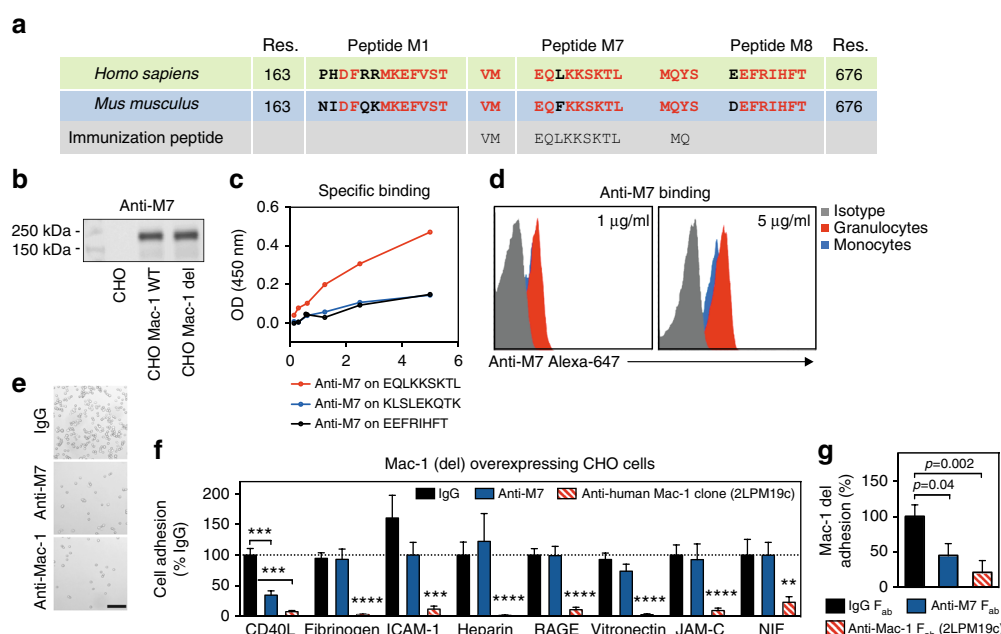 a
Res. Peptide M1 Peptide M7 Peptide M8 Res.
Homo sapiens 163 PHDFRRMKEFVST VM EQLKKSKTL MQYS EEFRIHFT 676
Mus musculus 163 NIDFQKMKEFVST VM EQFKKSKTL MQYS DEFRIHFT 676
Immunization peptide VM EQLKKSKTL MQ
b
Anti-M7
250 kDa -
150 kDa -
CHO
CHO Mac-1 WT
CHO Mac-1 del
c
Specific binding
OD (450 nm)
0.6
0.4
0.2
0.0
0 2 4 6
Anti-M7 on EQLKKSKTL
Anti-M7 on KLSLEKQTK
Anti-M7 on EEFRIHFT
d
Anti-M7 binding
1 µg/ml
5 µg/ml
Isotype
Granulocytes
Monocytes
Anti-M7 Alexa-647
e
IgG
Anti-M7
Anti-Mac-1
f
Mac-1 (del) overexpressing CHO cells
Cell adhesion
(% IgG)
200
150
100
50
0
IgG Anti-M7 Anti-human Mac-1 clone (2LPM19c)
***
***
****
***
****
****
****
****
**
CD40L Fibrinogen ICAM-1 Heparin RAGE Vitronectin JAM-C NIF
g
Mac-1 del
adhesion (%)
150
100
50
0
p=0.002
p=0.04
IgG Fab Anti-M7 Fab
Anti-Mac-1 Fab (2LPM19c)